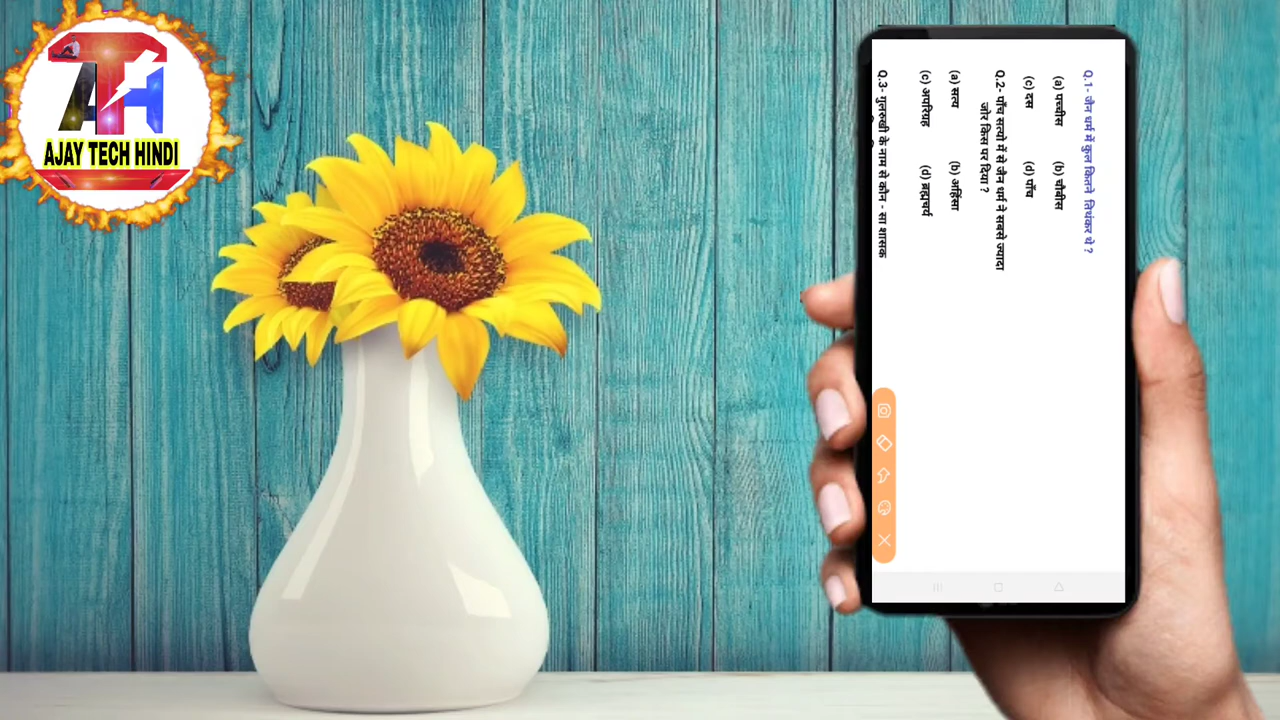 AJAY TECH HINDI
Q.1- जैन धर्म में कुल कितने तिथंकर थे ?
(a) पच्चीस (b) चौबीस
(c) दस (d) पाँच
Q.2- पाँच सत्यो में से जैन धर्म ने सबसे ज्यादा
जोर किस पर दिया ?
(a) सत्य (b) अहिंसा
(c) अपरिग्रह (d) ब्रह्मचर्य
Q.3- गुलरुखी के नाम से कौन - सा शासक